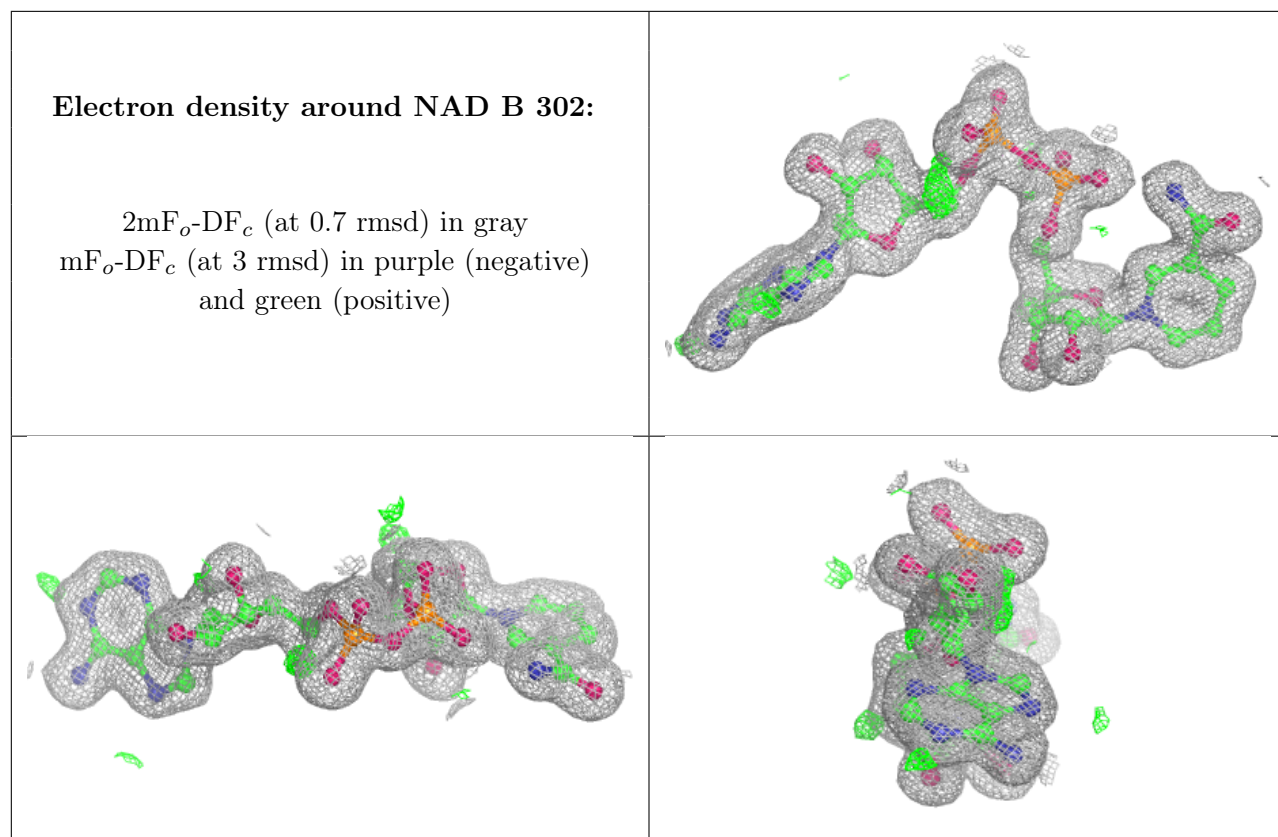 Electron density around NAD B 302:
2mFₒ-DF𝒸 (at 0.7 rmsd) in gray
mFₒ-DF𝒸 (at 3 rmsd) in purple (negative)
and green (positive)